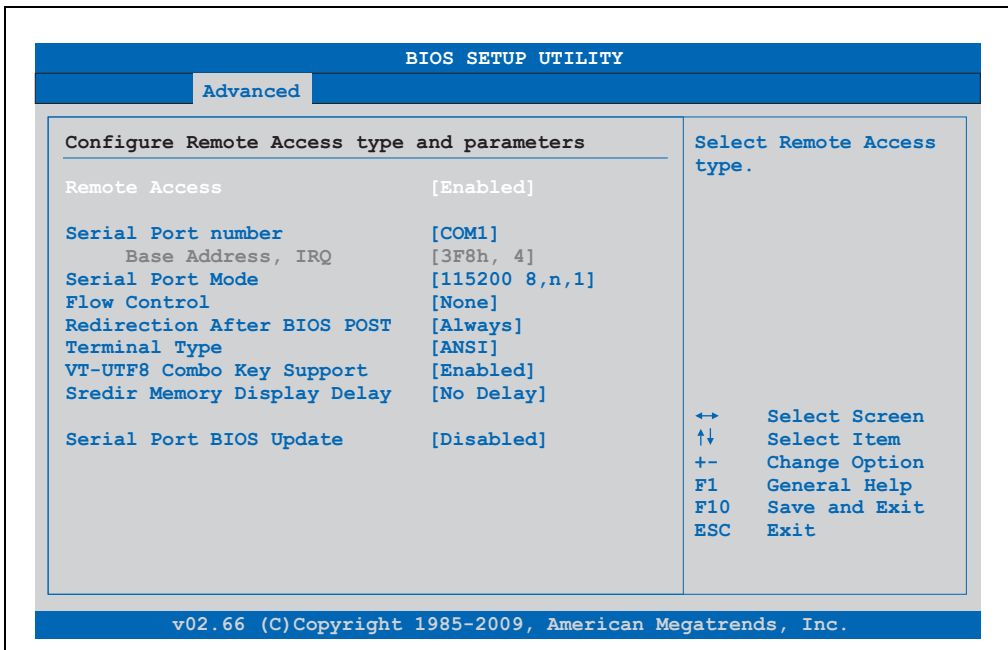 BIOS SETUP UTILITY
Advanced
Configure Remote Access type and parameters
Remote Access [Enabled]
Serial Port number [COM1]
Base Address, IRQ [3F8h, 4]
Serial Port Mode [115200 8,n,1]
Flow Control [None]
Redirection After BIOS POST [Always]
Terminal Type [ANSI]
VT-UTF8 Combo Key Support [Enabled]
Sredir Memory Display Delay [No Delay]
Serial Port BIOS Update [Disabled]
Select Remote Access
type.
↔ Select Screen
↑↓ Select Item
+- Change Option
F1 General Help
F10 Save and Exit
ESC Exit
v02.66 (C)Copyright 1985-2009, American Megatrends, Inc.